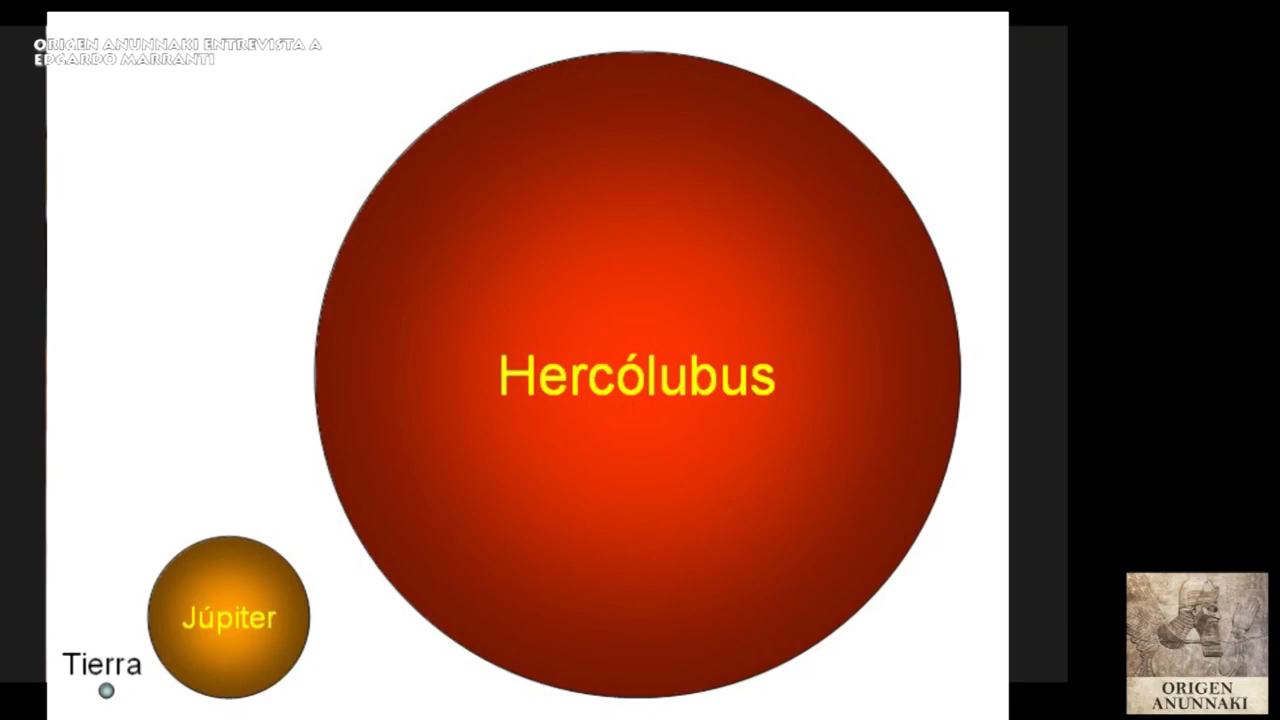 ORIGEN ANUNNAKI ENTREVISTA A
EDGARDO MARRANTI
Hercólubus
Júpiter
Tierra
ORIGEN
ANUNNAKI